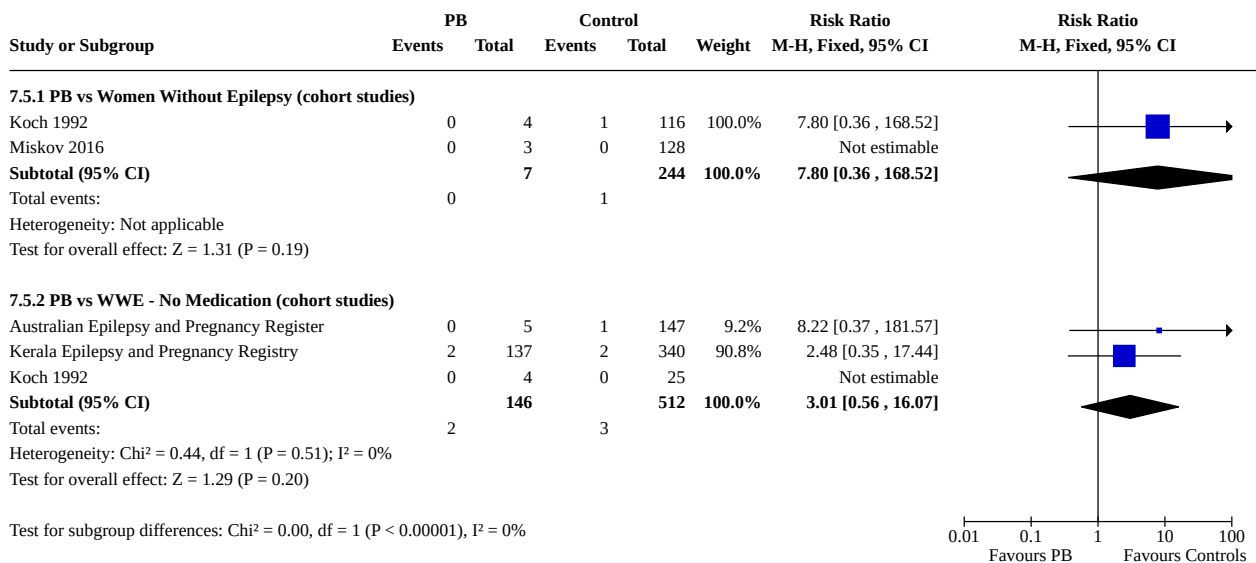 PB Control Risk Ratio Risk Ratio
Study or Subgroup Events Total Events Total Weight M-H, Fixed, 95% CI M-H, Fixed, 95% CI
7.5.1 PB vs Women Without Epilepsy (cohort studies)
Koch 1992 0 4 1 116 100.0% 7.80 [0.36 , 168.52]
Miskov 2016 0 3 0 128 Not estimable
Subtotal (95% CI) 7 244 100.0% 7.80 [0.36 , 168.52]
Total events: 0 1
Heterogeneity: Not applicable
Test for overall effect: Z = 1.31 (P = 0.19)
7.5.2 PB vs WWE - No Medication (cohort studies)
Australian Epilepsy and Pregnancy Register 0 5 1 147 9.2% 8.22 [0.37 , 181.57]
Kerala Epilepsy and Pregnancy Registry 2 137 2 340 90.8% 2.48 [0.35 , 17.44]
Koch 1992 0 4 0 25 Not estimable
Subtotal (95% CI) 146 512 100.0% 3.01 [0.56 , 16.07]
Total events: 2 3
Heterogeneity: Chi² = 0.44, df = 1 (P = 0.51); I² = 0%
Test for overall effect: Z = 1.29 (P = 0.20)
Test for subgroup differences: Chi² = 0.00, df = 1 (P < 0.00001), I² = 0%
0.01 0.1 1 10 100
Favours PB Favours Controls